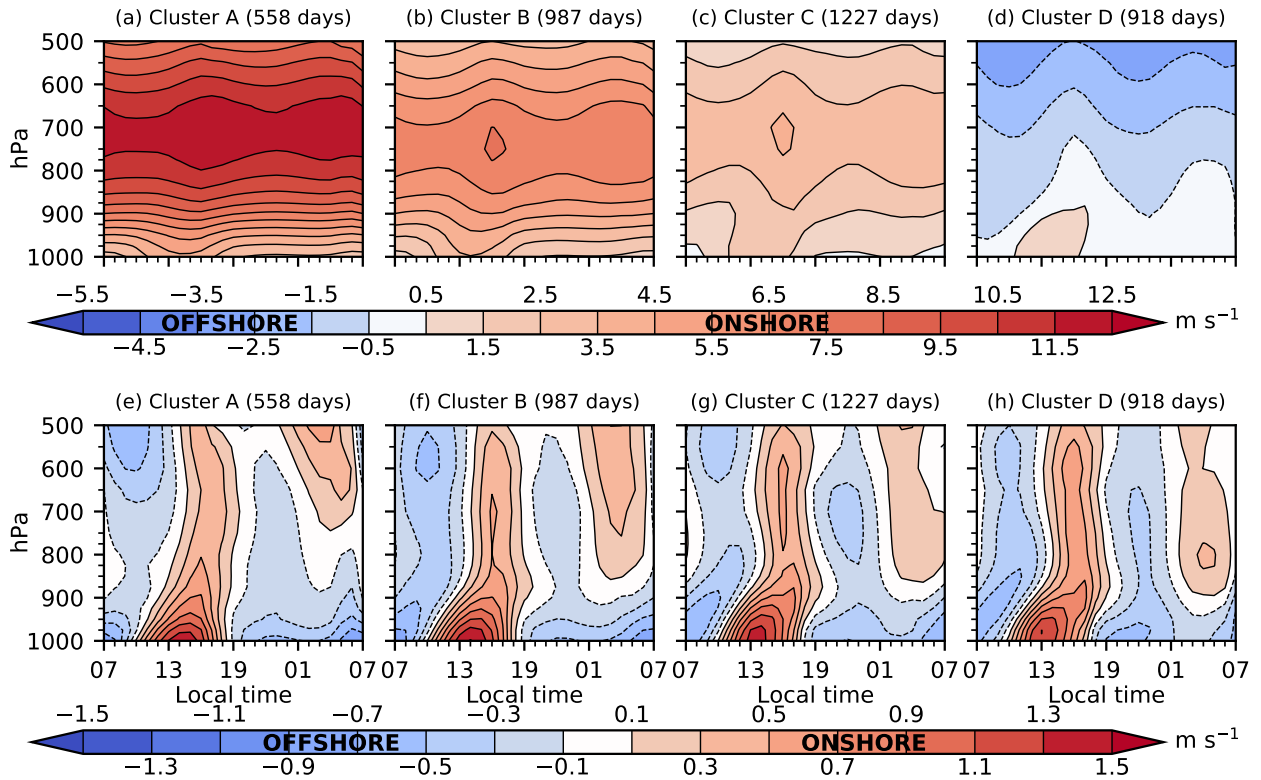 (a) Cluster A (558 days) (b) Cluster B (987 days) (c) Cluster C (1227 days) (d) Cluster D (918 days)
500
600
700
800
900
1000
hPa
−5.5 −3.5 −1.5 0.5 2.5 4.5 6.5 8.5 10.5 12.5
OFFSHORE ONSHORE m s⁻¹
−4.5 −2.5 −0.5 1.5 3.5 5.5 7.5 9.5 11.5
(e) Cluster A (558 days) (f) Cluster B (987 days) (g) Cluster C (1227 days) (h) Cluster D (918 days)
500
600
700
800
900
1000
hPa
07 13 19 01 07 13 19 01 07 13 19 01 07 13 19 01 07
Local time Local time Local time Local time
−1.5 −1.1 −0.7 −0.3 0.1 0.5 0.9 1.3
OFFSHORE ONSHORE m s⁻¹
−1.3 −0.9 −0.5 −0.1 0.3 0.7 1.1 1.5